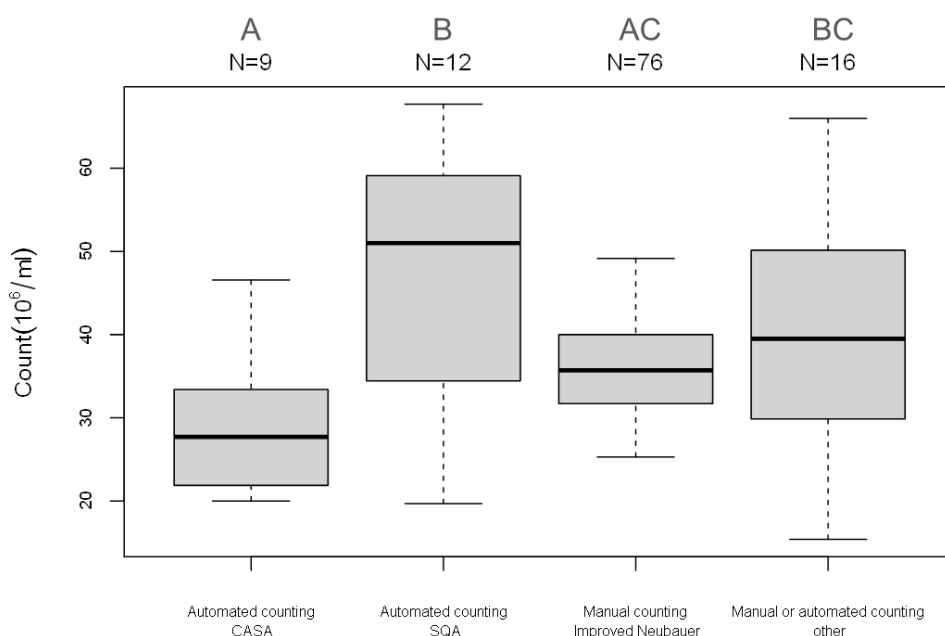 A B AC BC
N=9 N=12 N=76 N=16
Count(10⁶/ml)
60
50
40
30
20
Automated counting Automated counting Manual counting Manual or automated counting
CASA SQA Improved Neubauer other